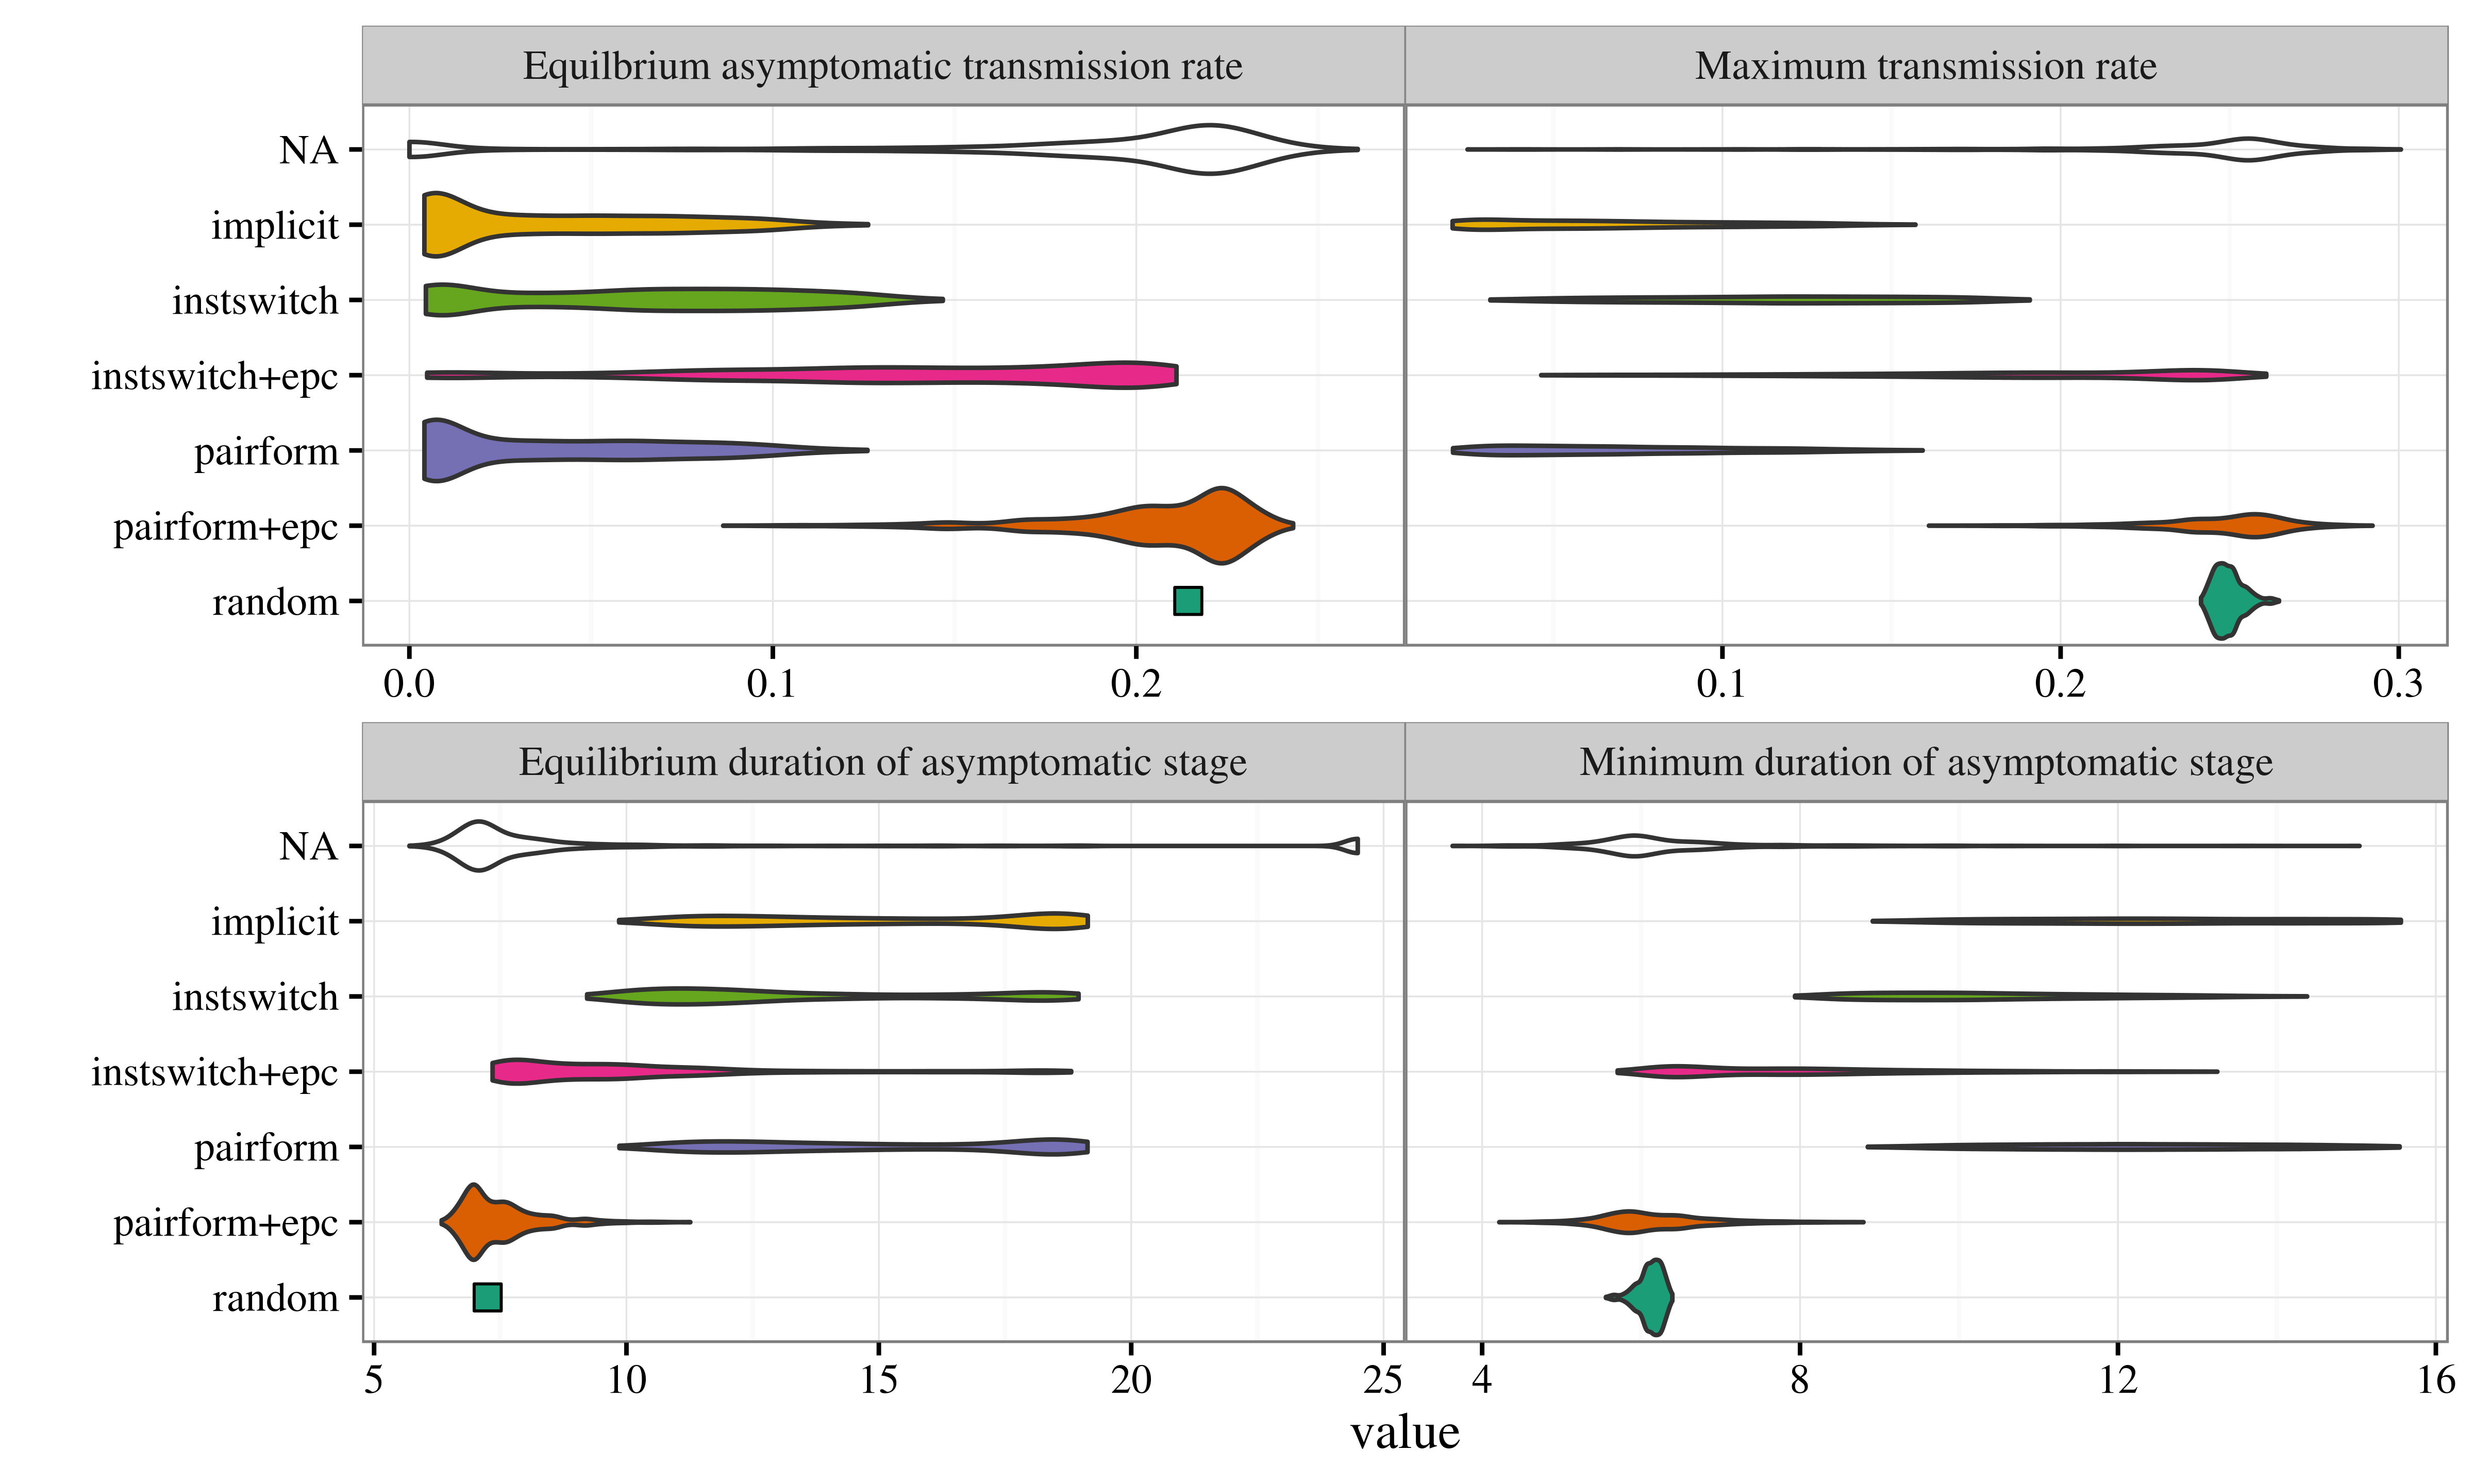 Equilbrium asymptomatic transmission rate
Maximum transmission rate
NA
implicit
instswitch
instswitch+epc
pairform
pairform+epc
random
0.0 0.1 0.2
0.1 0.2 0.3
Equilibrium duration of asymptomatic stage
Minimum duration of asymptomatic stage
NA
implicit
instswitch
instswitch+epc
pairform
pairform+epc
random
5 10 15 20 25
4 8 12 16
value